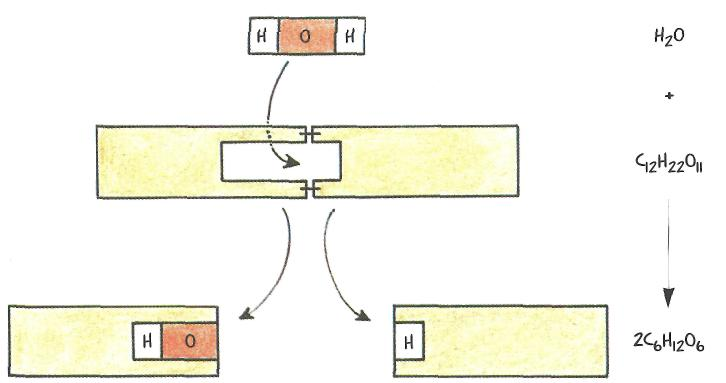 H O H
H₂O
+
C₁₂H₂₂O₁₁
H O
H
2C₆H₁₂O₆